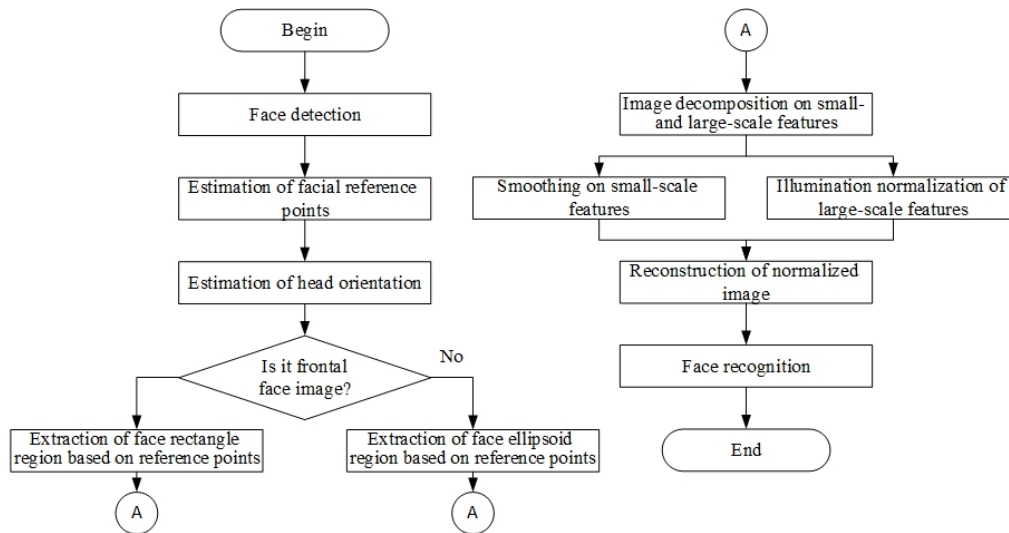 Begin
Face detection
Estimation of facial reference
points
Estimation of head orientation
Is it frontal
face image?
No
Extraction of face rectangle
region based on reference points
Extraction of face ellipsoid
region based on reference points
A
A
A
Image decomposition on small-
and large-scale features
Smoothing on small-scale
features
Illumination normalization of
large-scale features
Reconstruction of normalized
image
Face recognition
End